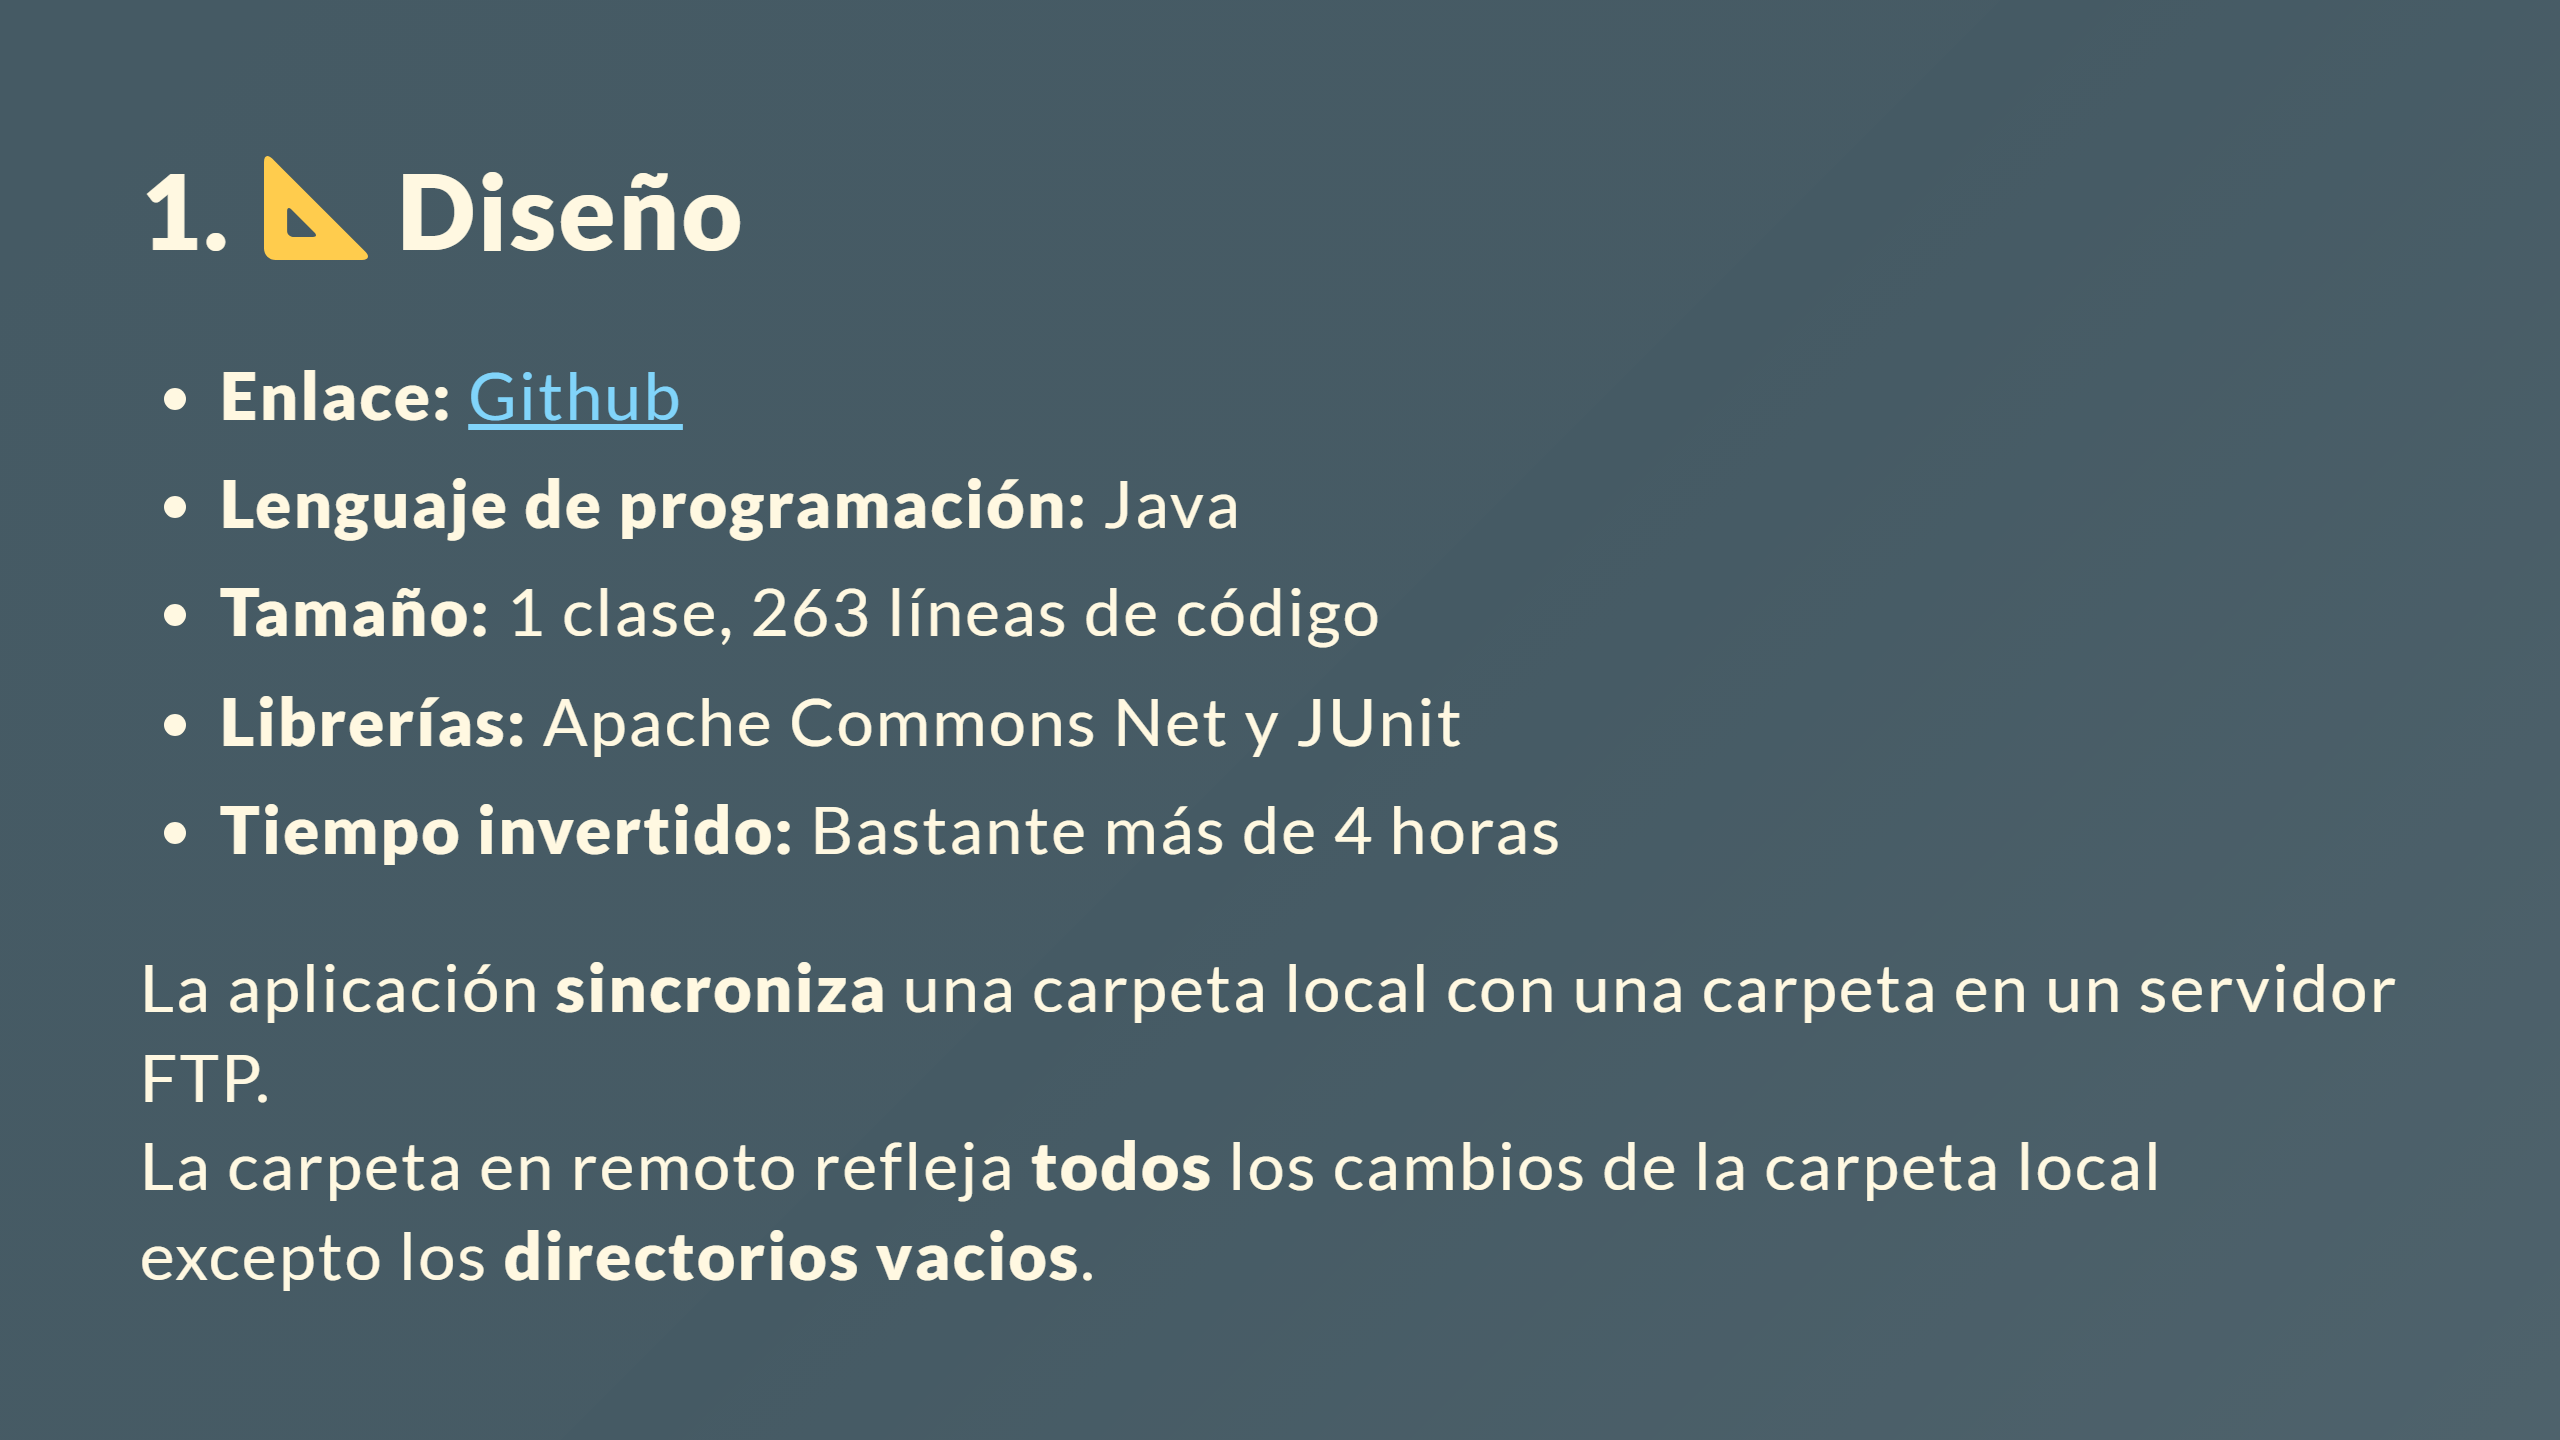 1. 📐 Diseño
• Enlace: Github
• Lenguaje de programación: Java
• Tamaño: 1 clase, 263 líneas de código
• Librerías: Apache Commons Net y JUnit
• Tiempo invertido: Bastante más de 4 horas
La aplicación sincroniza una carpeta local con una carpeta en un servidor
FTP.
La carpeta en remoto refleja todos los cambios de la carpeta local
excepto los directorios vacios.